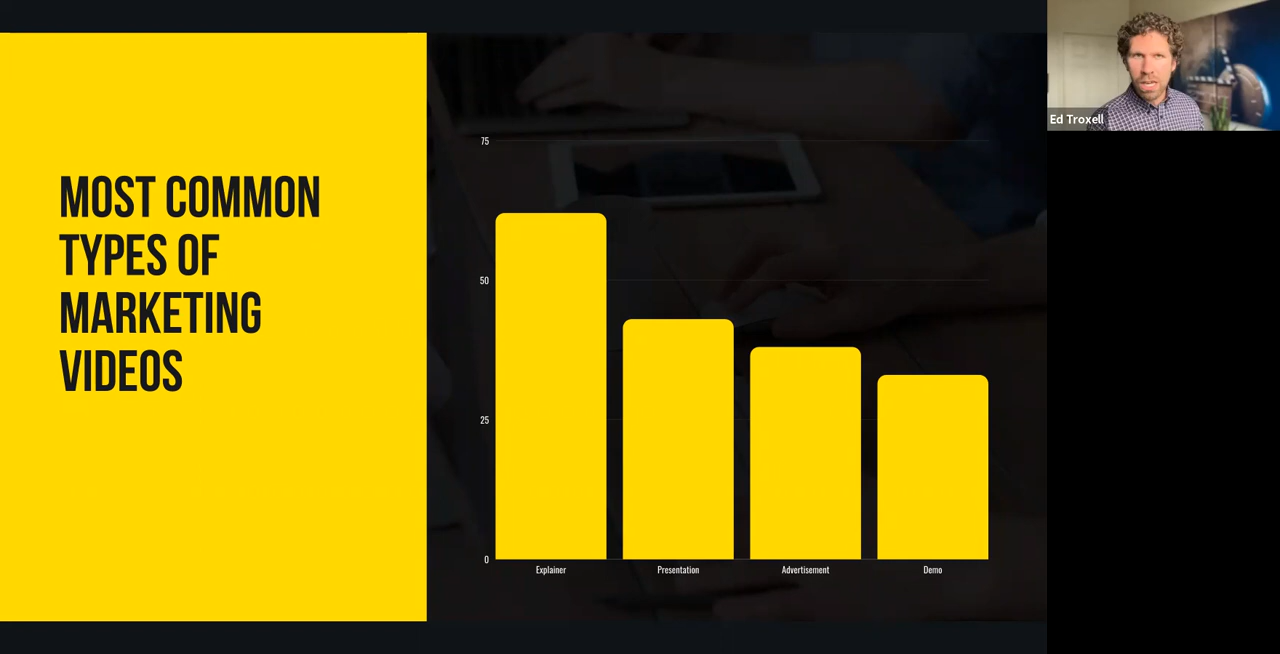 MOST COMMON
TYPES OF
MARKETING
VIDEOS
75
50
25
0
Explainer
Presentation
Advertisement
Demo
Ed Troxell